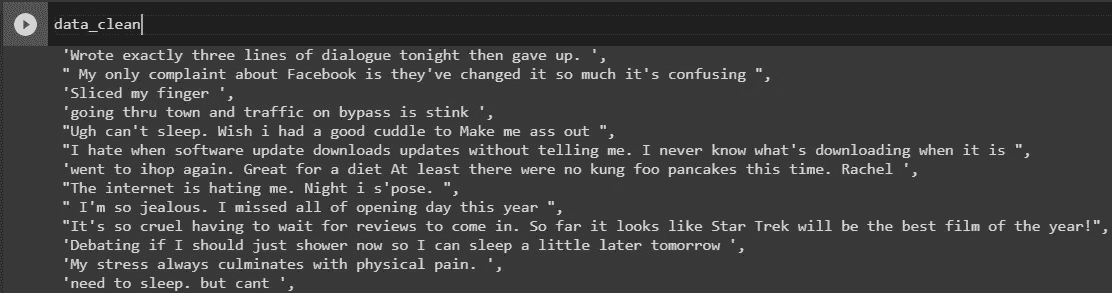 data_clean
'Wrote exactly three lines of dialogue tonight then gave up. ',
" My only complaint about Facebook is they've changed it so much it's confusing ",
'Sliced my finger ',
'going thru town and traffic on bypass is stink ',
"Ugh can't sleep. Wish i had a good cuddle to Make me ass out ",
"I hate when software update downloads updates without telling me. I never know what's downloading when it is ",
'went to ihop again. Great for a diet At least there were no kung foo pancakes this time. Rachel ',
"The internet is hating me. Night i s'pose. ",
" I'm so jealous. I missed all of opening day this year ",
"It's so cruel having to wait for reviews to come in. So far it looks like Star Trek will be the best film of the year!",
'Debating if I should just shower now so I can sleep a little later tomorrow ',
'My stress always culminates with physical pain. ',
'need to sleep. but cant ',